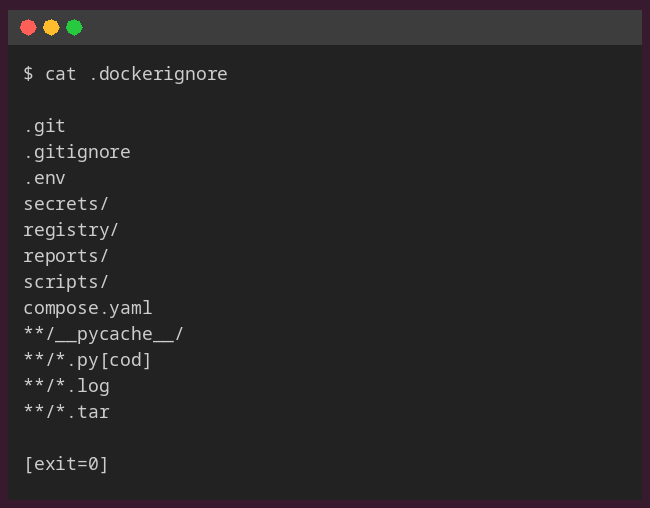 $ cat .dockerignore
.git
.gitignore
.env
secrets/
registry/
reports/
scripts/
compose.yaml
**/__pycache__/
**/*.py[cod]
**/*.log
**/*.tar
[exit=0]